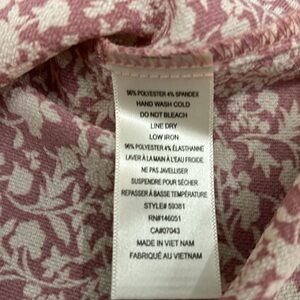 96% POLYESTER 4% SPANDEX
HAND WASH COLD
DO NOT BLEACH
LINE DRY
LOW IRON
96% POLYESTER 4% ÉLASTHANNE
LAVER À LA MAIN À L'EAU FROIDE
NE PAS JAVELLISER
SUSPENDRE POUR SÉCHER
REPASSER À BASSE TEMPÉRATURE
STYLE# 59381
RN#146051
CA#07043
MADE IN VIET NAM
FABRIQUÉ AU VIETNAM